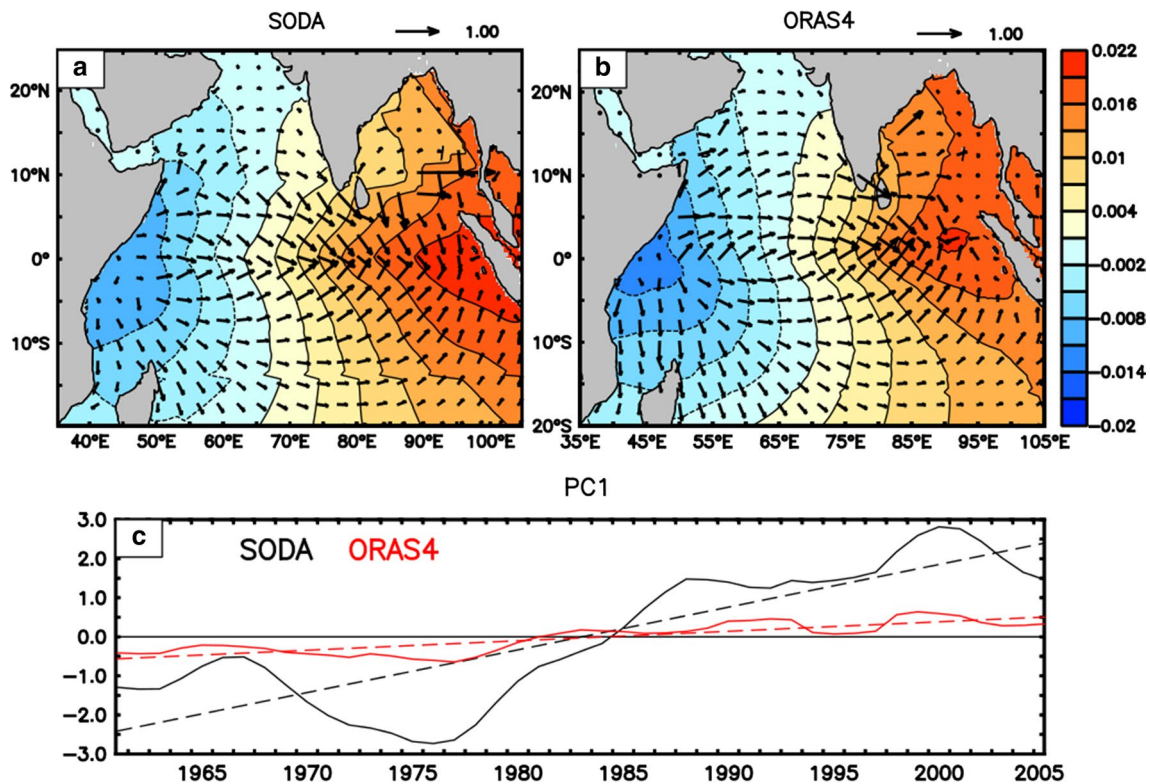 SODA 1.00 ORAS4 1.00
a b
20°N 20°N 0.022
0.016
10°N 10°N 0.01
0.004
0° 0° −0.002
−0.008
10°S 10°S −0.014
20°S −0.02
40°E 50°E 60°E 70°E 80°E 90°E 100°E 35°E 45°E 55°E 65°E 75°E 85°E 95°E 105°E
PC1
3.0 c
SODA ORAS4
2.0
1.0
0.0
−1.0
−2.0
−3.0
1965 1970 1975 1980 1985 1990 1995 2000 2005